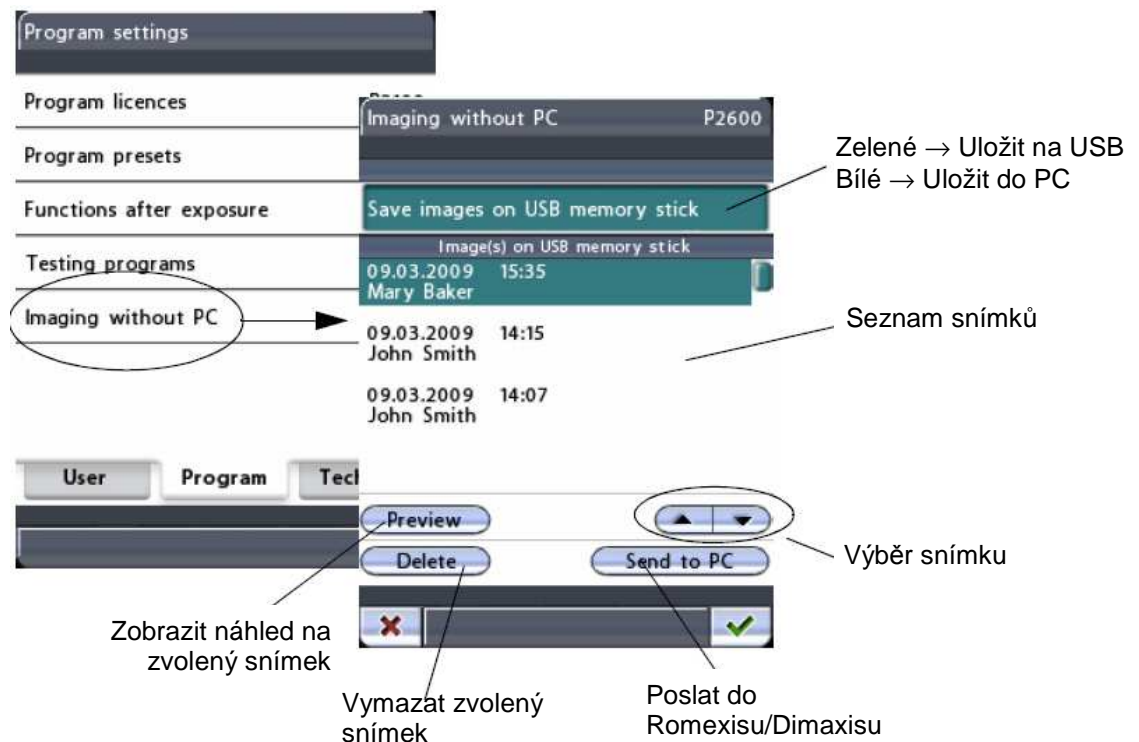 Program settings
Program licences
Program presets
Functions after exposure
Testing programs
Imaging without PC
User Program
Imaging without PC P2600
Save images on USB memory stick
Image(s) on USB memory stick
09.03.2009 15:35
Mary Baker
09.03.2009 14:15
John Smith
09.03.2009 14:07
John Smith
Preview
Delete Send to PC
Zelené → Uložit na USB
Bílé → Uložit do PC
Seznam snímků
Výběr snímku
Zobrazit náhled na
zvolený snímek
Vymazat zvolený
snímek
Poslat do
Romexisu/Dimaxisu